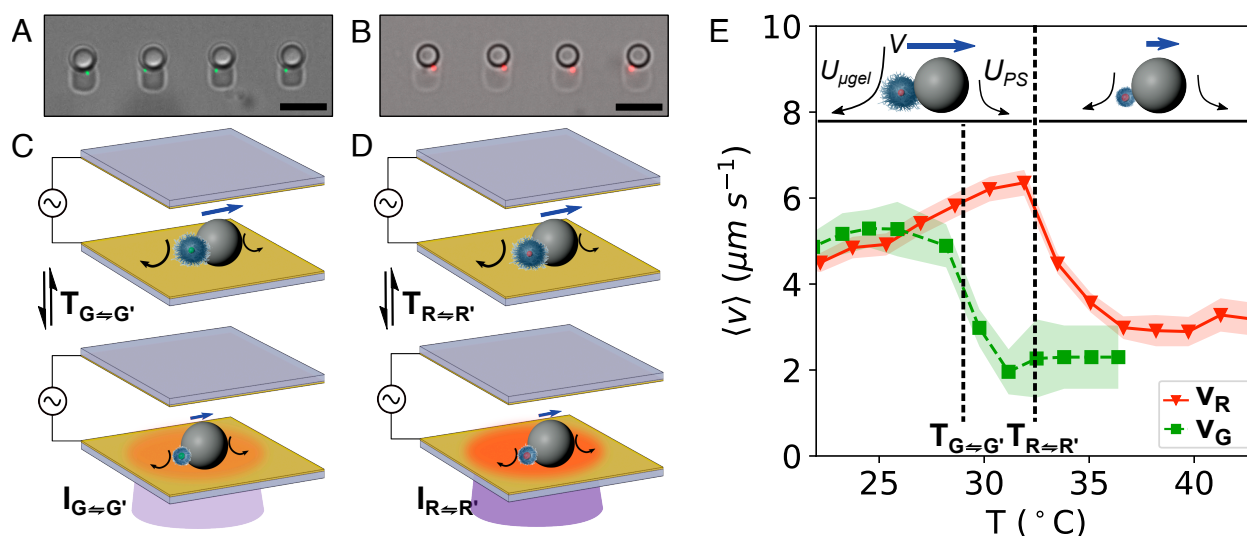 A
B
C
D
T_G⇌G'
T_R⇌R'
I_G⇌G'
I_R⇌R'
E
V
U_μgel
U_PS
⟨v⟩ (μm s⁻¹)
10
8
6
4
2
0
T_G⇌G' T_R⇌R'
V_R
V_G
25 30 35 40
T (°C)